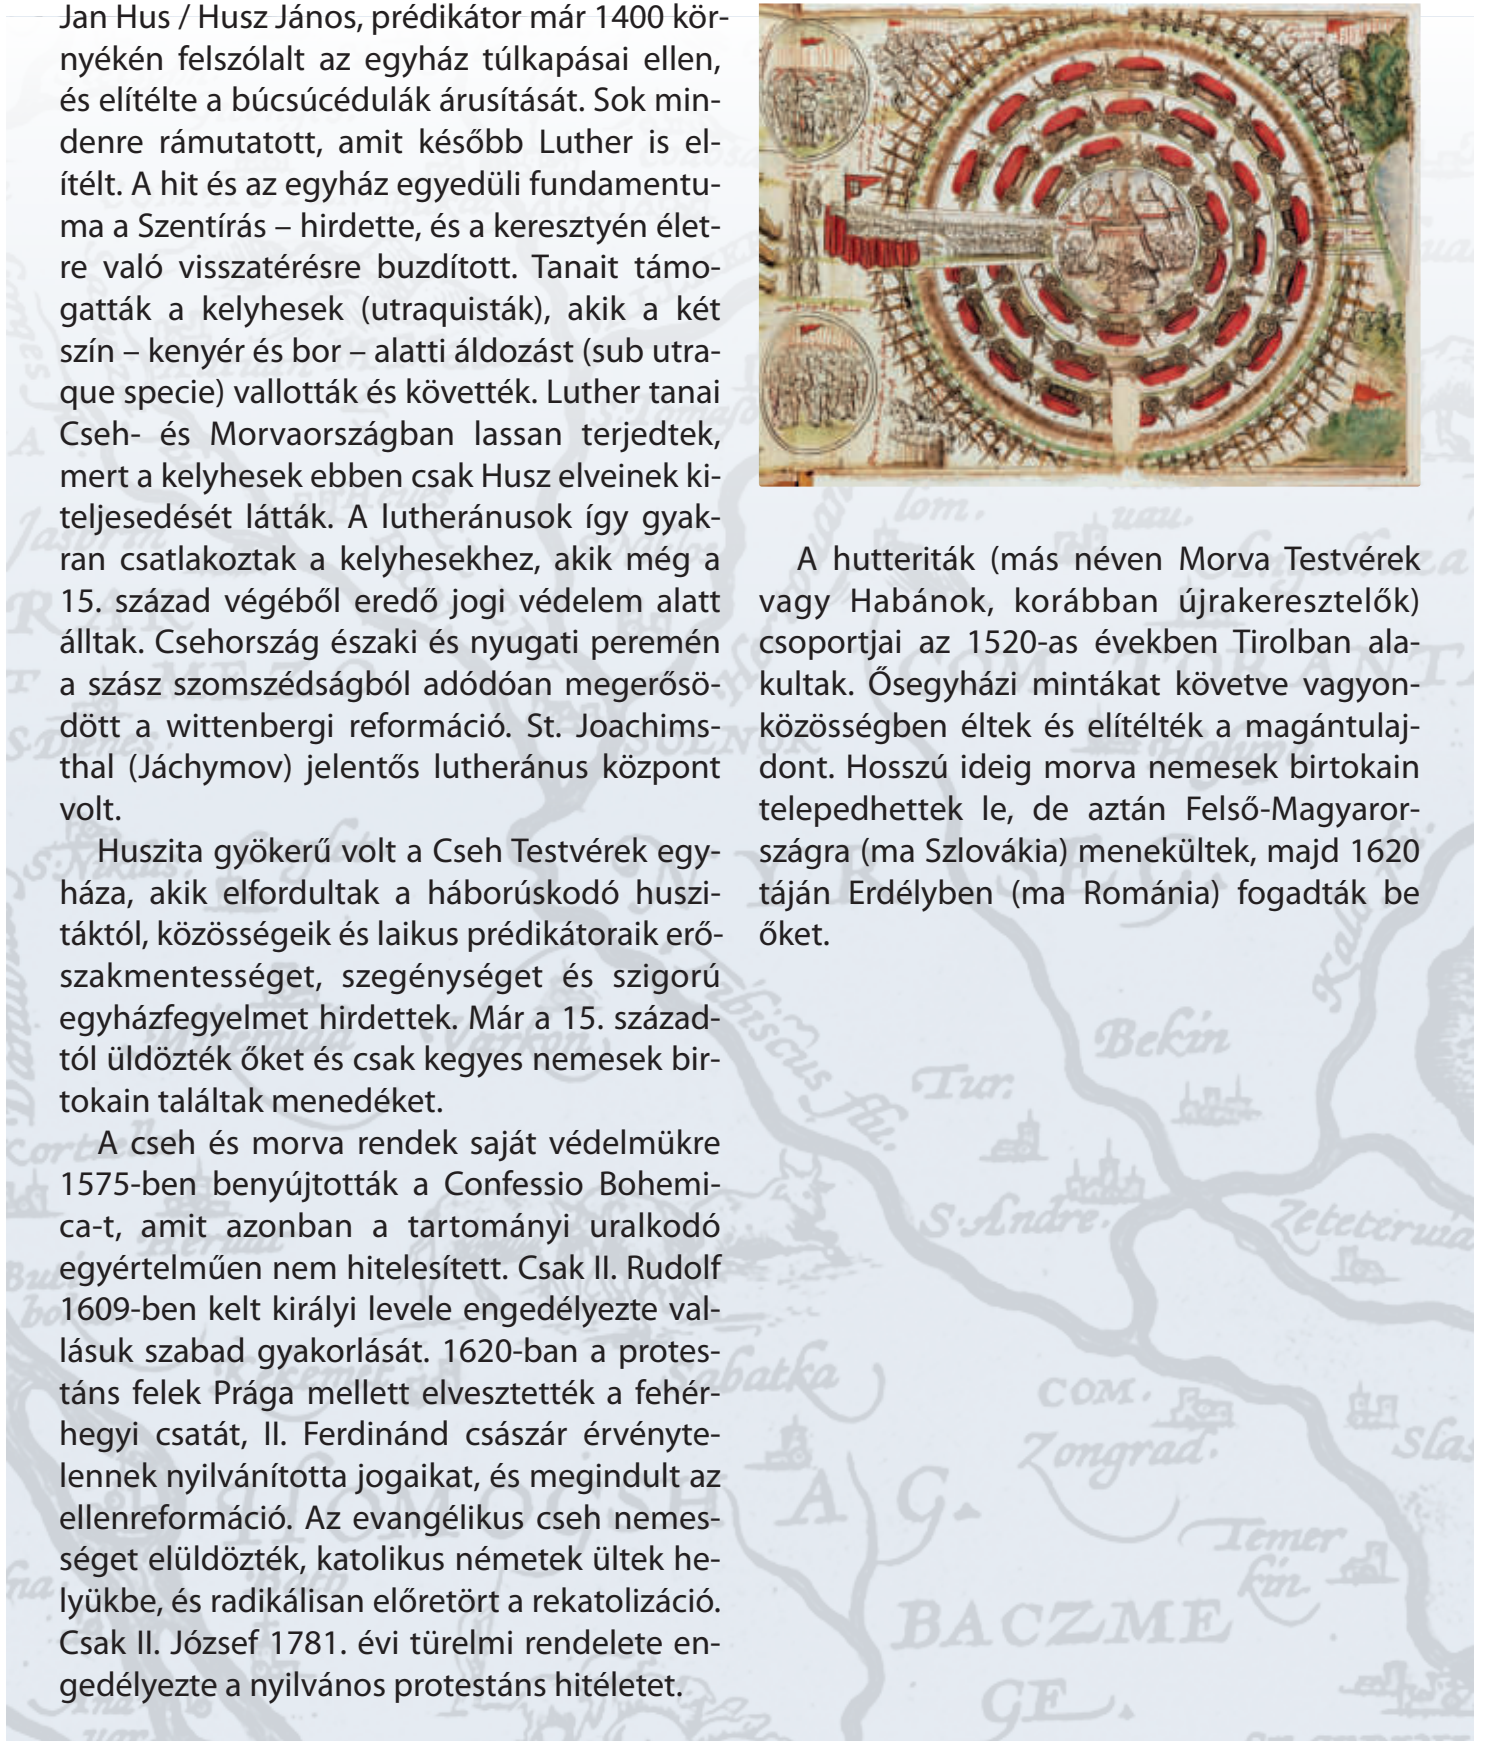 Jan Hus / Husz János, prédikátor már 1400 kör-
nyékén felszólalt az egyház túlkapásai ellen,
és elítélte a búcsúcédulák árusítását. Sok min-
denre rámutatott, amit később Luther is el-
ítélt. A hit és az egyház egyedüli fundamentu-
ma a Szentírás – hirdette, és a keresztyén élet-
re való visszatérésre buzdított. Tanait támo-
gatták a kelyhesek (utraquisták), akik a két
szín – kenyér és bor – alatti áldozást (sub utra-
que specie) vallották és követték. Luther tanai
Cseh- és Morvaországban lassan terjedtek,
mert a kelyhesek ebben csak Husz elveinek ki-
teljesedését látták. A lutheránusok így gyak-
ran csatlakoztak a kelyhesekhez, akik még a
15. század végéből eredő jogi védelem alatt
álltak. Csehország északi és nyugati peremén
a szász szomszédságból adódóan megerősö-
dött a wittenbergi reformáció. St. Joachims-
thal (Jáchymov) jelentős lutheránus központ
volt.
Huszita gyökerű volt a Cseh Testvérek egy-
háza, akik elfordultak a háborúskodó huszi-
táktól, közösségeik és laikus prédikátoraik erő-
szakmentességet, szegénységet és szigorú
egyházfegyelmet hirdettek. Már a 15. század-
tól üldözték őket és csak kegyes nemesek bir-
tokain találtak menedéket.
A cseh és morva rendek saját védelmükre
1575-ben benyújtották a Confessio Bohemi-
ca-t, amit azonban a tartományi uralkodó
egyértelműen nem hitelesített. Csak II. Rudolf
1609-ben kelt királyi levele engedélyezte val-
lásuk szabad gyakorlását. 1620-ban a protes-
táns felek Prága mellett elvesztették a fehér-
hegyi csatát, II. Ferdinánd császár érvényte-
lennek nyilvánította jogaikat, és megindult az
ellenreformáció. Az evangélikus cseh nemes-
séget elüldözték, katolikus németek ültek he-
lyükbe, és radikálisan előretört a rekatolizáció.
Csak II. József 1781. évi türelmi rendelete en-
gedélyezte a nyilvános protestáns hitéletet.
A hutteriták (más néven Morva Testvérek
vagy Habánok, korábban újrakeresztelők)
csoportjai az 1520-as években Tirolban ala-
kultak. Ősegyházi mintákat követve vagyon-
közösségben éltek és elítélték a magántulaj-
dont. Hosszú ideig morva nemesek birtokain
telepedhettek le, de aztán Felső-Magyaror-
szágra (ma Szlovákia) menekültek, majd 1620
táján Erdélyben (ma Románia) fogadták be
őket.
Bekin
Tur.
S. Andre.
Sabatka
COM.
Zongrad.
A G.
Temer
kin
BACZME
GE